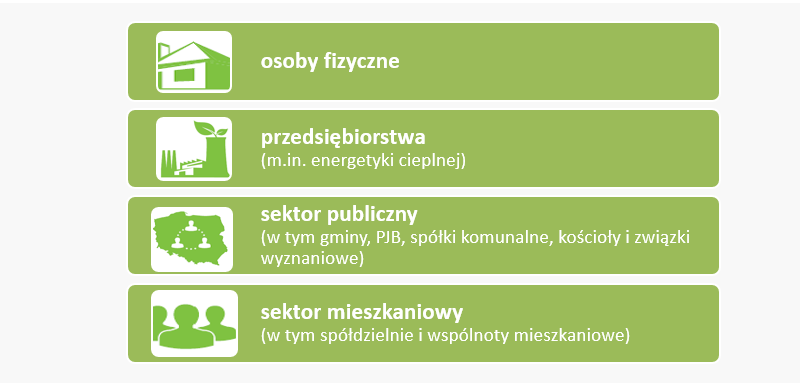 osoby fizyczne
przedsiębiorstwa
(m.in. energetyki cieplnej)
sektor publiczny
(w tym gminy, PJB, spółki komunalne, kościoły i związki
wyznaniowe)
sektor mieszkaniowy
(w tym spółdzielnie i wspólnoty mieszkaniowe)